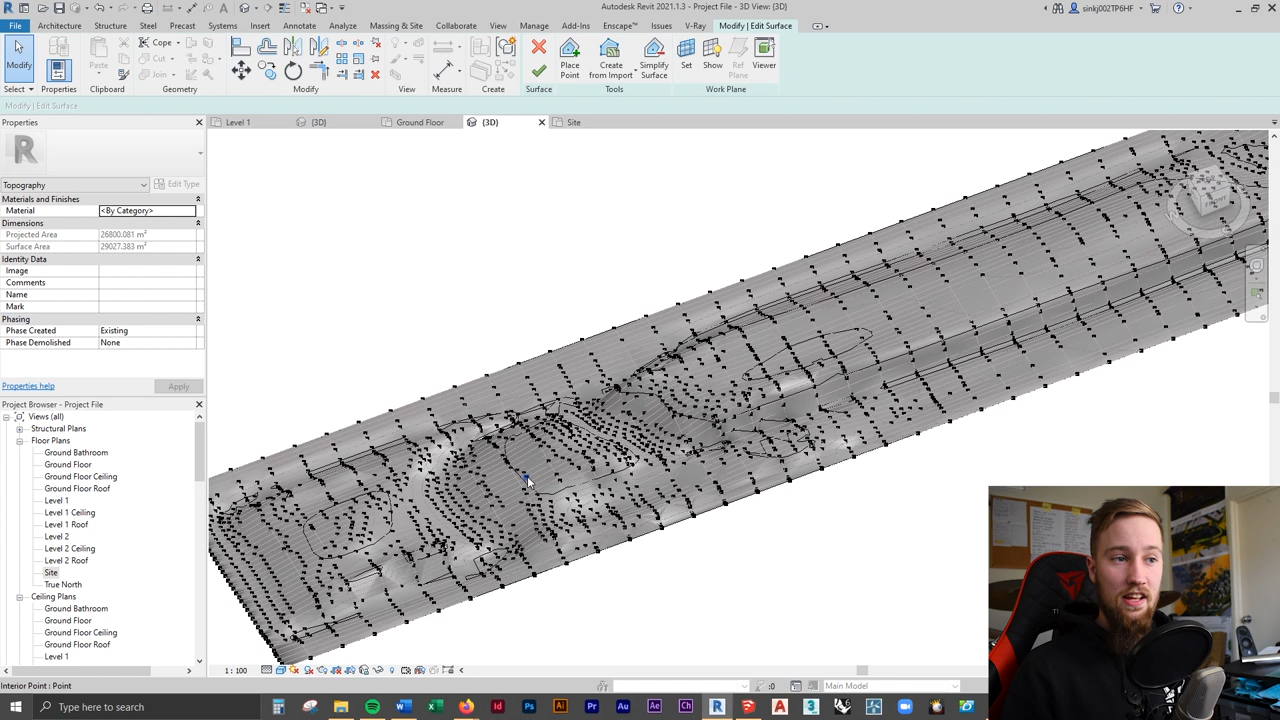 Autodesk Revit 2021.1.3 - Project File - 3D View: {3D}
sinkj002TP6HF
File Architecture Structure Steel Precast Systems Insert Annotate Analyze Massing & Site Collaborate View Manage Add-Ins Enscape™ Issues V-Ray Modify | Edit Surface
Modify
Paste
Cope
Cut
Join
Place Point
Create from Import
Simplify Surface
Set
Show
Ref Plane
Viewer
Select Properties Clipboard Geometry Modify View Measure Create Surface Tools Work Plane
Modify | Edit Surface
Properties
Level 1
{3D}
Ground Floor
{3D}
Site
R
Topography
Edit Type
Materials and Finishes
Material <By Category>
Dimensions
Projected Area 26800.081 m²
Surface Area 29027.383 m²
Identity Data
Image
Comments
Name
Mark
Phasing
Phase Created Existing
Phase Demolished None
Properties help
Apply
Project Browser - Project File
Views (all)
Structural Plans
Floor Plans
Ground Bathroom
Ground Floor
Ground Floor Ceiling
Ground Floor Roof
Level 1
Level 1 Ceiling
Level 1 Roof
Level 2
Level 2 Ceiling
Level 2 Roof
Site
True North
Ceiling Plans
Ground Bathroom
Ground Floor
Ground Floor Ceiling
Ground Floor Roof
Level 1
FRONT
1 : 100
Interior Point : Point
:0
Main Model
Type here to search